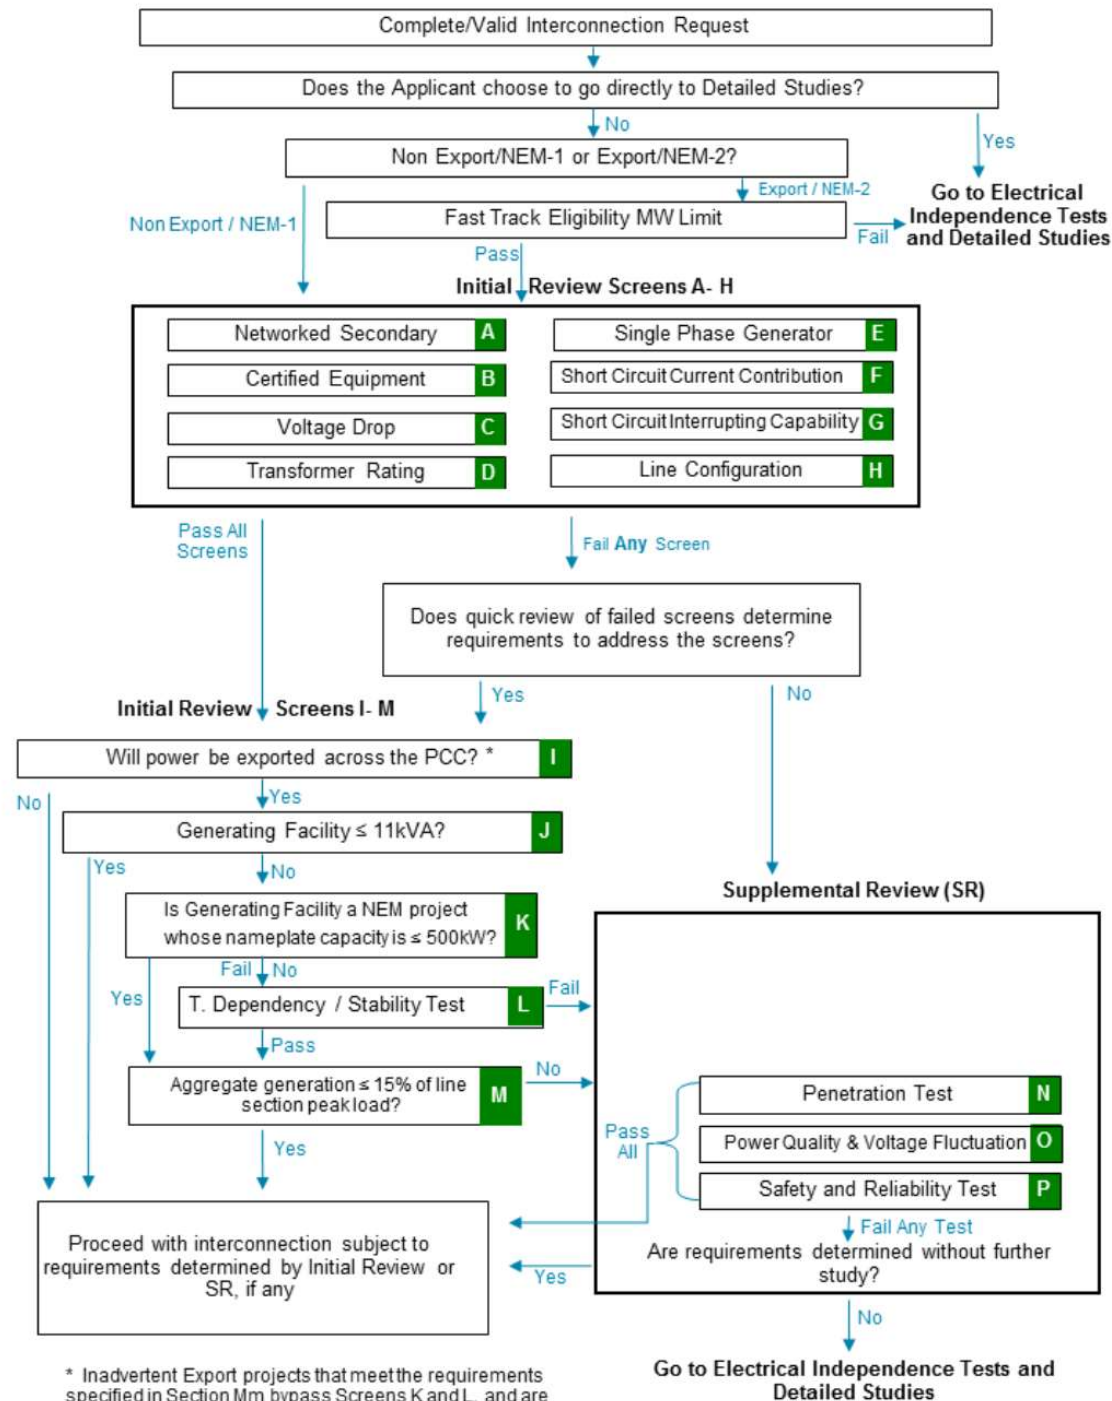 Complete/Valid Interconnection Request
Does the Applicant choose to go directly to Detailed Studies?
No
Yes
Non Export/NEM-1 or Export/NEM-2?
Export / NEM-2
Go to Electrical
Independence Tests
and Detailed Studies
Non Export / NEM-1
Fast Track Eligibility MW Limit
Fail
Pass
Initial Review Screens A- H
Networked Secondary A
Certified Equipment B
Voltage Drop C
Transformer Rating D
Single Phase Generator E
Short Circuit Current Contribution F
Short Circuit Interrupting Capability G
Line Configuration H
Pass All
Screens
Fail Any Screen
Does quick review of failed screens determine
requirements to address the screens?
Yes
No
Initial Review Screens I- M
Will power be exported across the PCC? * I
No
Yes
Generating Facility ≤ 11kVA? J
Yes
No
Is Generating Facility a NEM project
whose nameplate capacity is ≤ 500kW?
K
Fail No
Yes
T. Dependency / Stability Test L
Fail
Pass
Aggregate generation ≤ 15% of line
section peak load?
M
No
Yes
Supplemental Review (SR)
Penetration Test N
Power Quality & Voltage Fluctuation O
Safety and Reliability Test P
Pass
All
Fail Any Test
Are requirements determined without further
study?
Yes
No
Proceed with interconnection subject to
requirements determined by Initial Review or
SR, if any
Go to Electrical Independence Tests and
Detailed Studies
* Inadvertent Export projects that meet the requirements
specified in Section Mm bypass Screens K and L, and are